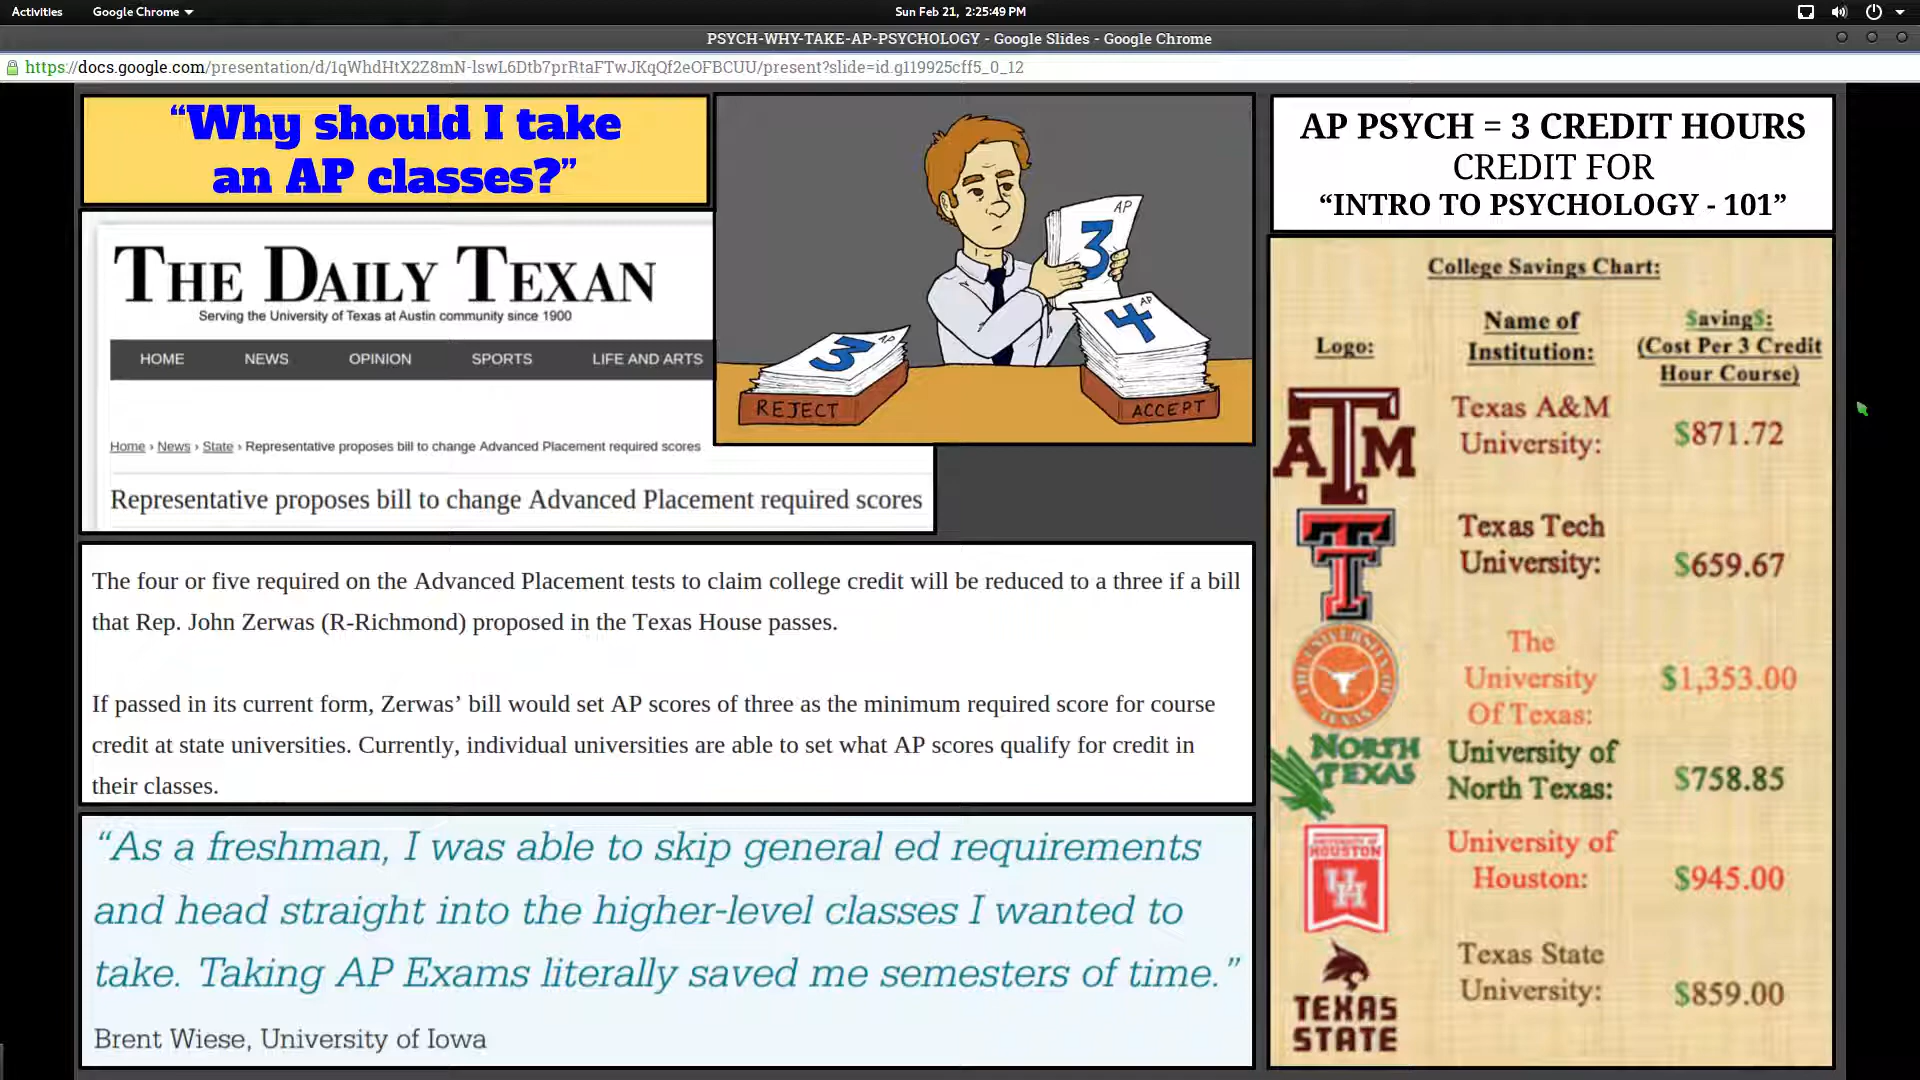 Activities
Google Chrome
Sun Feb 21, 2:25:49 PM
PSYCH-WHY-TAKE-AP-PSYCHOLOGY - Google Slides - Google Chrome
https://docs.google.com/presentation/d/1qWhdHtX2Z8mN-lswL6Dtb7prRtaFTwJKqQf2eOFBCUU/present?slide=id.g119925cff5_0_12
“Why should I take
an AP classes?”
THE DAILY TEXAN
Serving the University of Texas at Austin community since 1900
HOME NEWS OPINION SPORTS LIFE AND ARTS
Home › News › State › Representative proposes bill to change Advanced Placement required scores
Representative proposes bill to change Advanced Placement required scores
AP
3
AP
3
AP
4
REJECT
ACCEPT
The four or five required on the Advanced Placement tests to claim college credit will be reduced to a three if a bill
that Rep. John Zerwas (R-Richmond) proposed in the Texas House passes.
If passed in its current form, Zerwas’ bill would set AP scores of three as the minimum required score for course
credit at state universities. Currently, individual universities are able to set what AP scores qualify for credit in
their classes.
“As a freshman, I was able to skip general ed requirements
and head straight into the higher-level classes I wanted to
take. Taking AP Exams literally saved me semesters of time.”
Brent Wiese, University of Iowa
AP PSYCH = 3 CREDIT HOURS
CREDIT FOR
“INTRO TO PSYCHOLOGY - 101”
College Savings Chart:
Logo:
Name of
Institution:
$aving$:
(Cost Per 3 Credit
Hour Course)
ATM
Texas A&M
University:
$871.72
T
Texas Tech
University:
$659.67
THE UNIVERSITY OF TEXAS
The
University
Of Texas:
$1,353.00
NORTH
TEXAS
University of
North Texas:
$758.85
UNIVERSITY OF
HOUSTON
UH
University of
Houston:
$945.00
TEXAS
STATE
Texas State
University:
$859.00